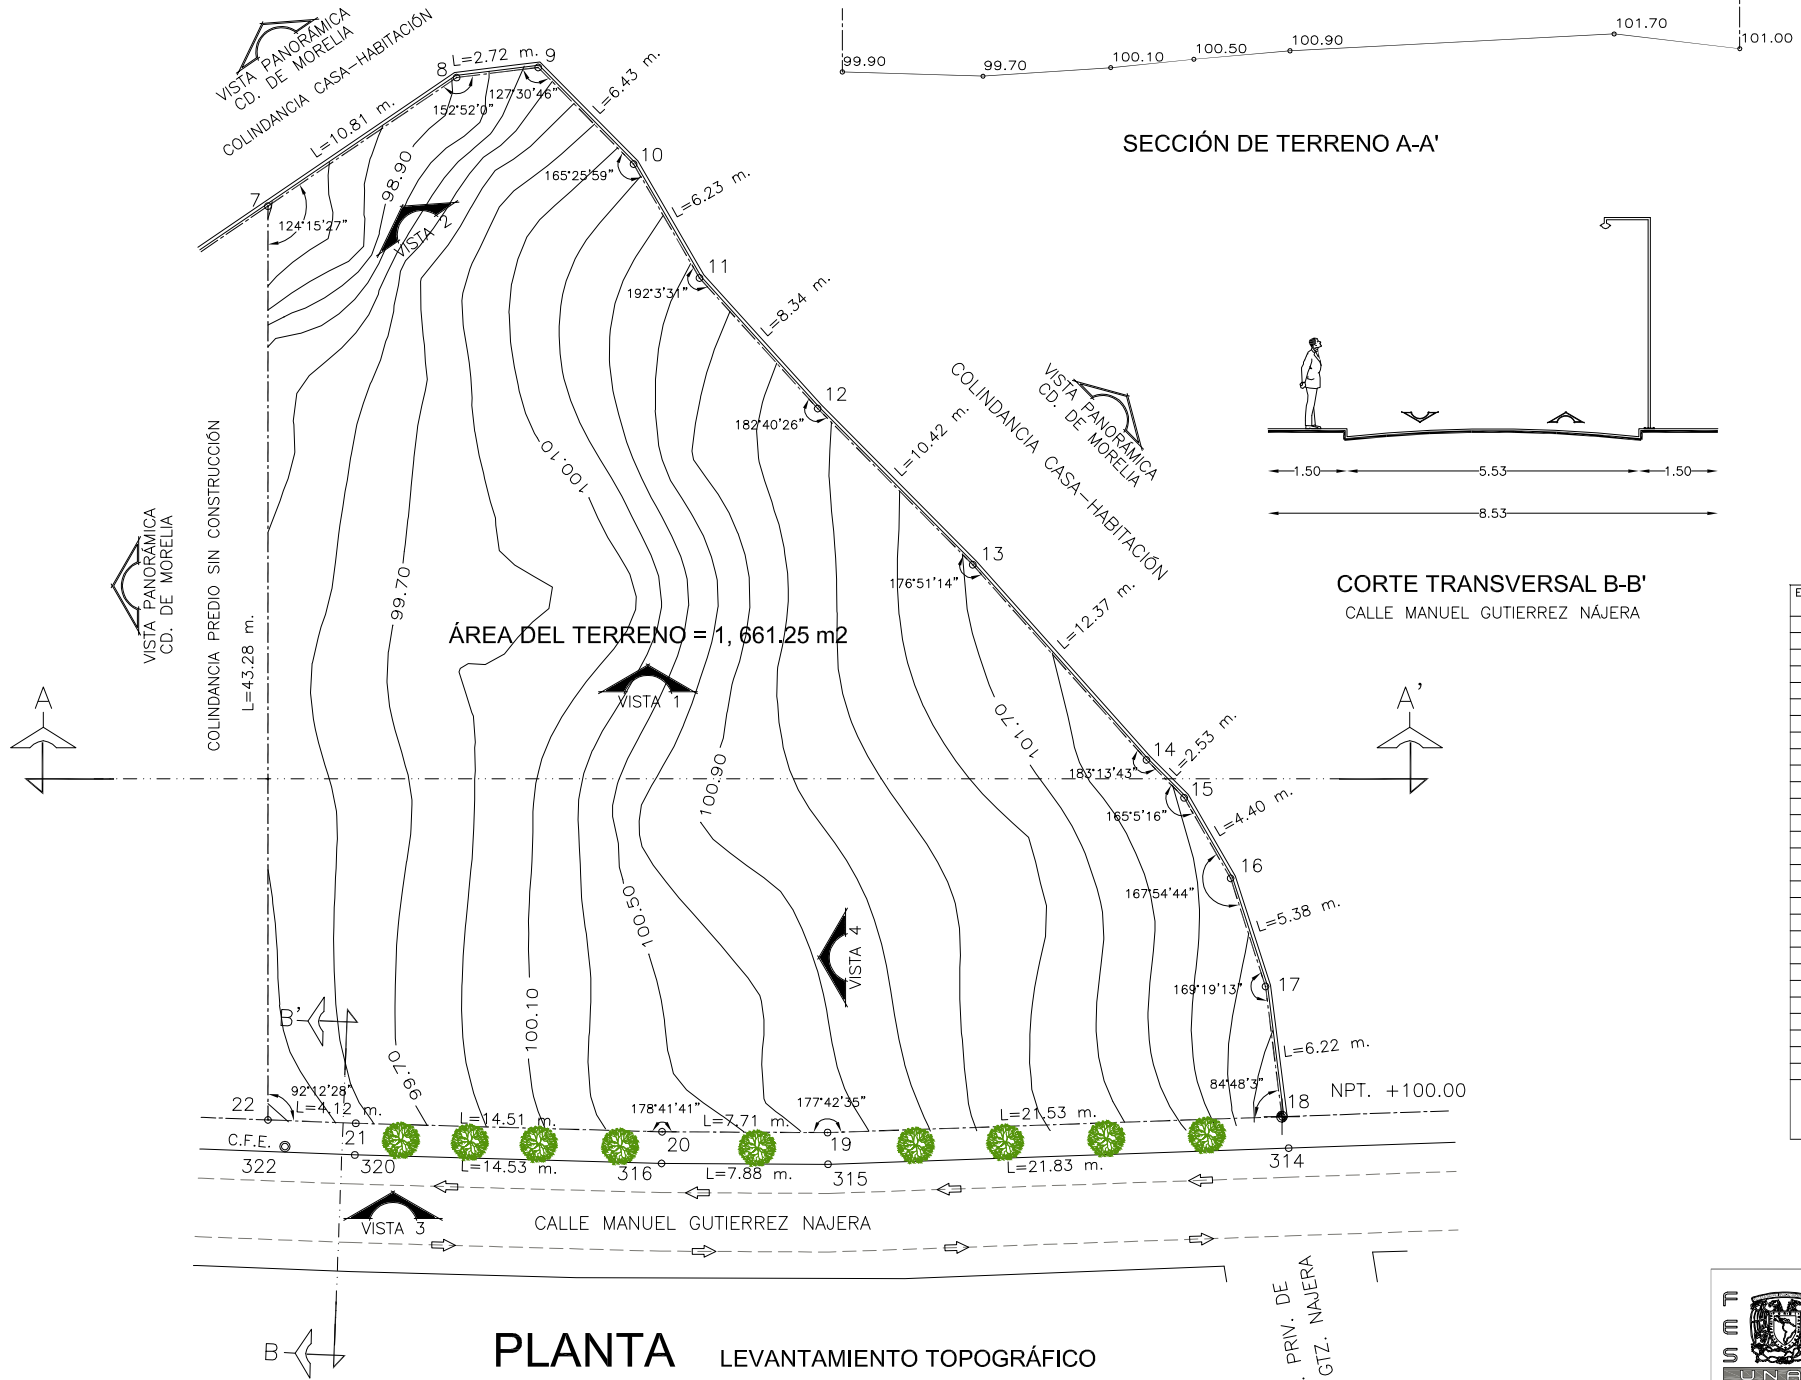 VISTA PANORÁMICA
CD. DE MORELIA
COLINDANCIA CASA-HABITACIÓN
L=10.81 m.
8
L=2.72 m.
9
152°52'0"
127°30'46"
L=6.43 m.
10
165°25'59"
L=6.23 m.
7
124°15'27"
98.90
VISTA 2
11
192°3'31"
L=8.34 m.
12
182°40'26"
L=10.42 m.
COLINDANCIA CASA-HABITACIÓN
VISTA PANORÁMICA
CD. DE MORELIA
13
176°51'14"
L=12.37 m.
99.90
99.70
100.10
100.50
100.90
101.70
101.00
SECCIÓN DE TERRENO A-A'
1.50
5.53
1.50
8.53
CORTE TRANSVERSAL B-B'
CALLE MANUEL GUTIERREZ NÁJERA
VISTA PANORÁMICA
CD. DE MORELIA
COLINDANCIA PREDIO SIN CONSTRUCCIÓN
L=43.28 m.
99.70
100.10
ÁREA DEL TERRENO = 1, 661.25 m2
VISTA 1
A
A'
100.90
101.70
14
183°13'43"
L=2.53 m.
15
165°5'16"
L=4.40 m.
16
167°54'44"
L=5.38 m.
17
169°19'13"
L=6.22 m.
84°48'3"
18
NPT. +100.00
100.50
VISTA 4
B'
100.10
99.70
22
92°12'28"
L=4.12 m.
L=14.51 m.
178°41'41"
L=7.71 m.
177°42'35"
L=21.53 m.
C.F.E.
21
20
19
322
320
L=14.53 m.
316
L=7.88 m.
315
L=21.83 m.
314
VISTA 3
CALLE MANUEL GUTIERREZ NAJERA
PRIV. DE
GTZ. NAJERA
B
PLANTA
LEVANTAMIENTO TOPOGRÁFICO
F
E
S